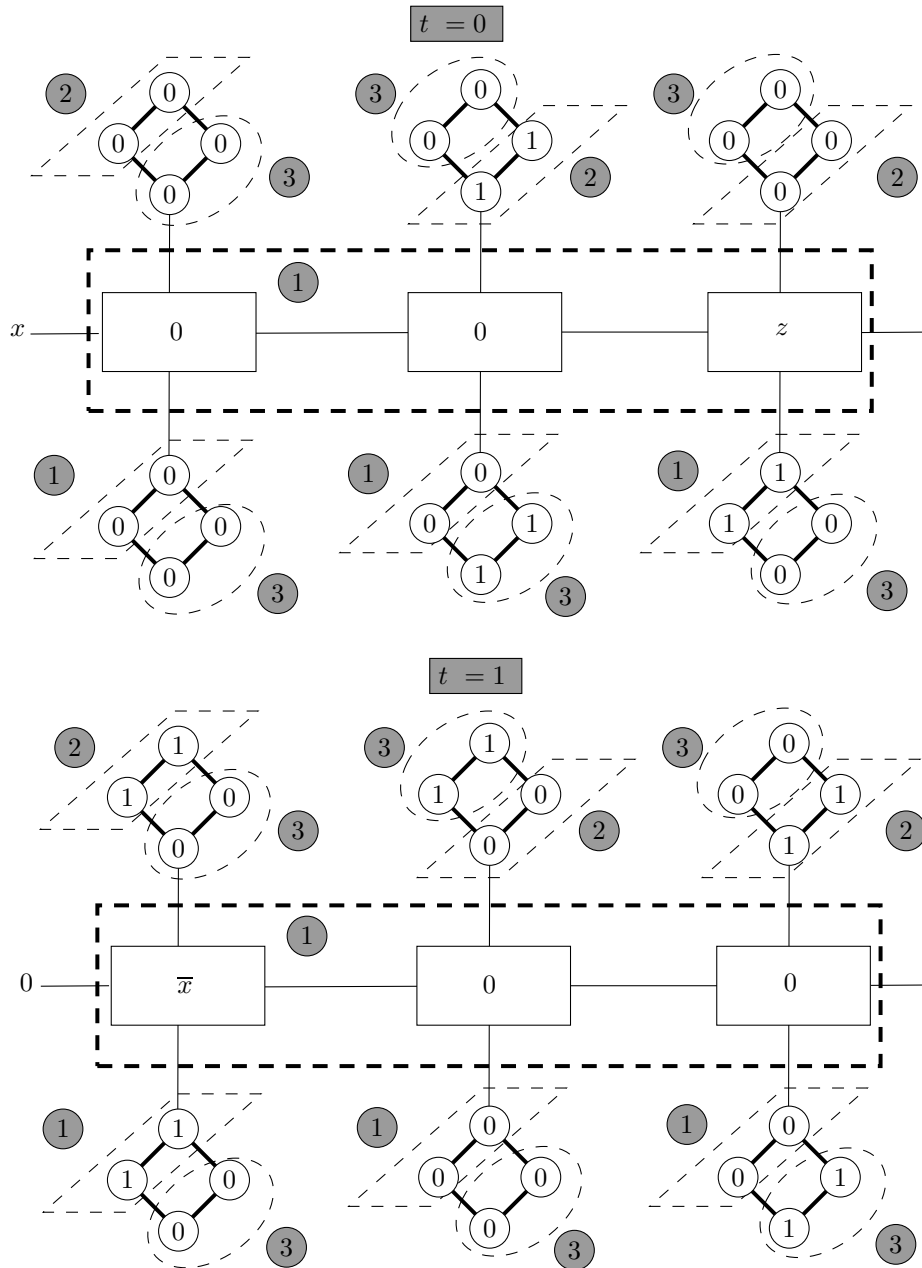 t = 0
0 0 0
2 3 3
0 0 0 1 0 0
3 2 2
0 1 0
1
x 0 0 z
0 0 1
1 1 1
0 0 0 1 1 0
0 1 0
3 3 3
t = 1
1 1 0
2 3 3
1 0 1 0 0 1
3 2 2
0 0 1
1
0 x̅ 0 0
1 0 0
1 1 1
1 0 0 0 0 1
0 0 1
3 3 3